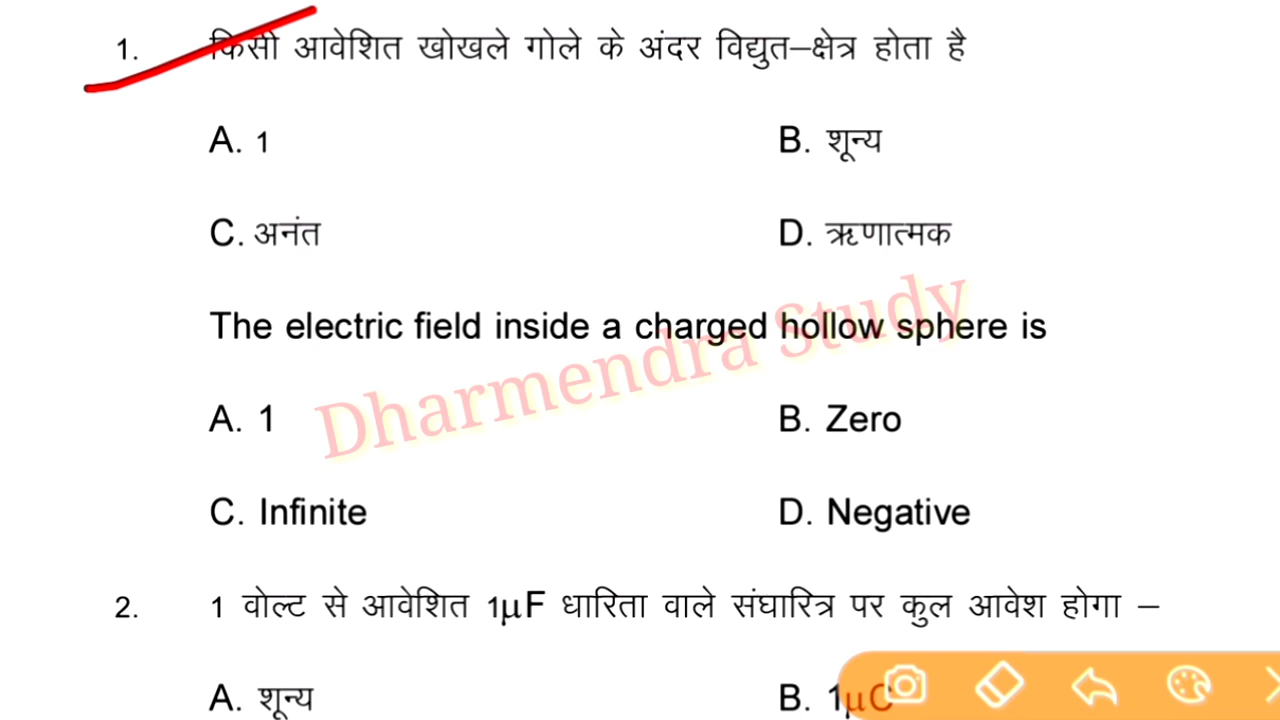 1. किसी आवेशित खोखले गोले के अंदर विद्युत–क्षेत्र होता है
A. 1 B. शून्य
C. अनंत D. ऋणात्मक
The electric field inside a charged hollow sphere is
Dharmendra Study
A. 1 B. Zero
C. Infinite D. Negative
2. 1 वोल्ट से आवेशित 1µF धारिता वाले संघारित्र पर कुल आवेश होगा –
A. शून्य B. 1µC